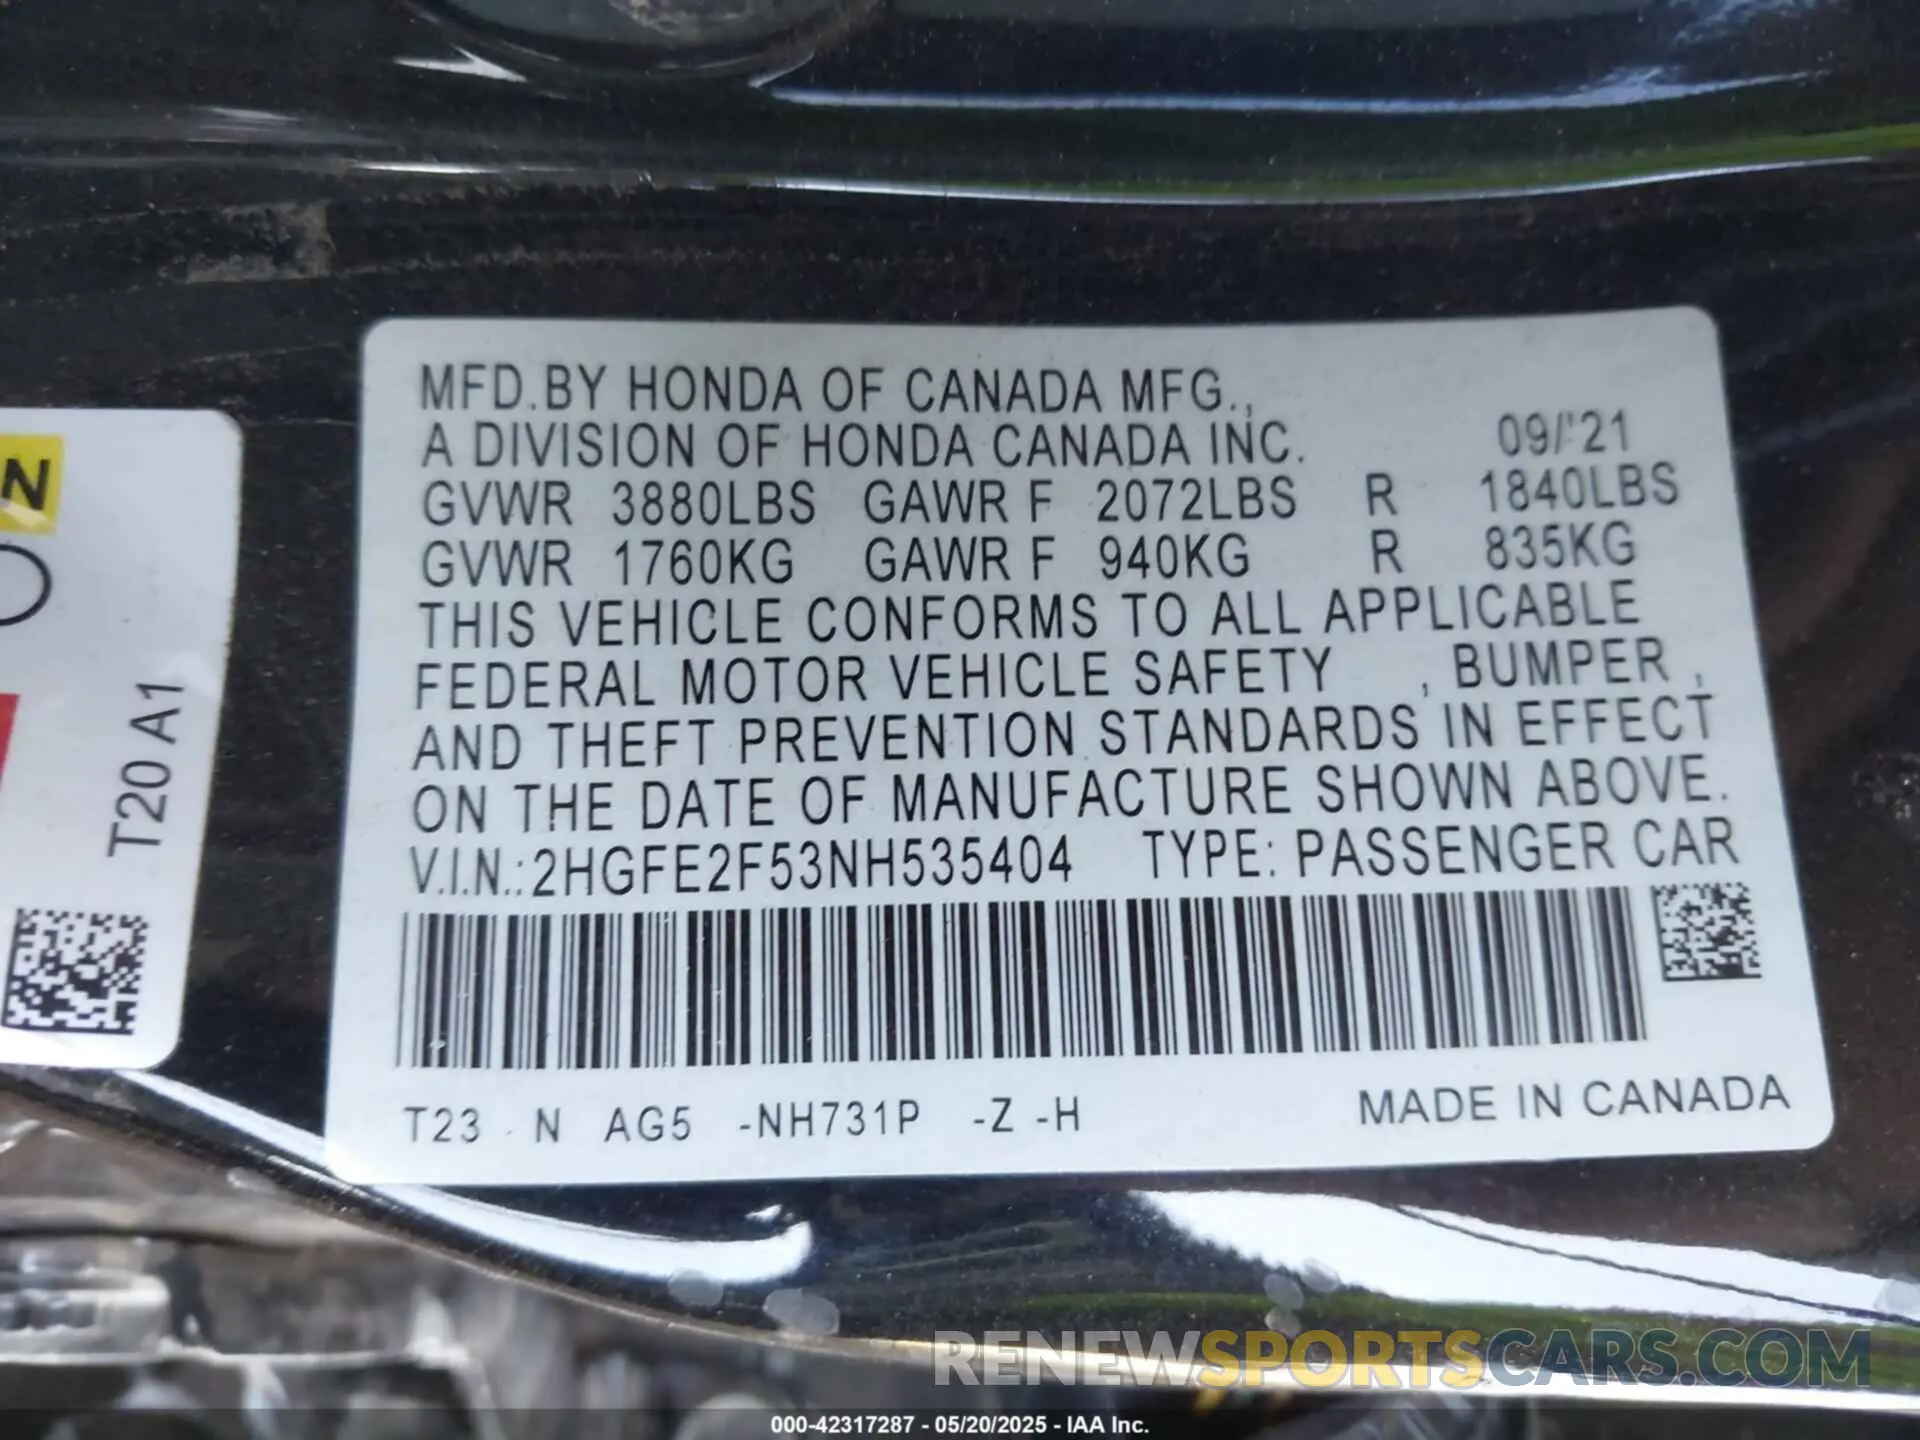 MFD.BY HONDA OF CANADA MFG.,
A DIVISION OF HONDA CANADA INC. 09/'21
GVWR 3880LBS GAWR F 2072LBS R 1840LBS
GVWR 1760KG GAWR F 940KG R 835KG
THIS VEHICLE CONFORMS TO ALL APPLICABLE
FEDERAL MOTOR VEHICLE SAFETY , BUMPER ,
AND THEFT PREVENTION STANDARDS IN EFFECT
ON THE DATE OF MANUFACTURE SHOWN ABOVE.
V.I.N.:2HGFE2F53NH535404 TYPE: PASSENGER CAR
T23 N AG5 -NH731P -Z -H MADE IN CANADA
N
T20 A1
RENEWSPORTSCARS.COM
000-42317287 - 05/20/2025 - IAA Inc.